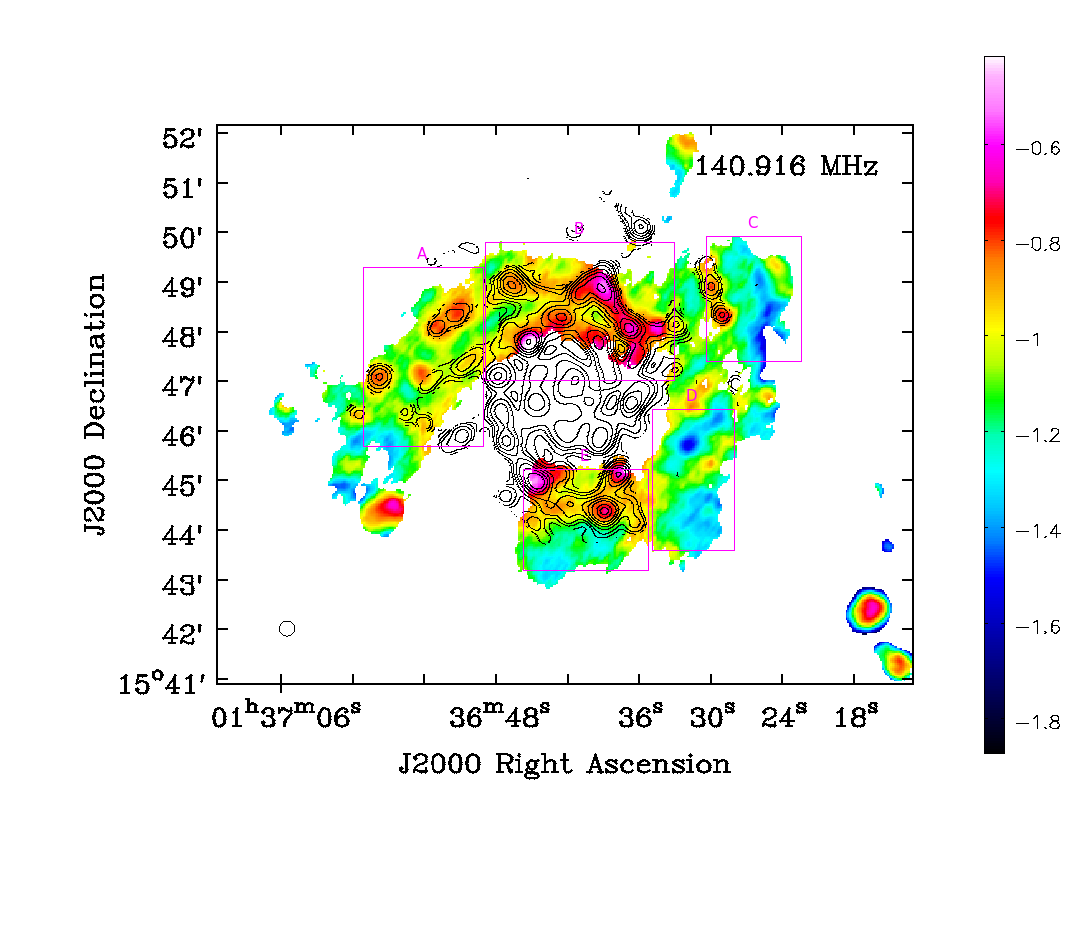 52'
140.916 MHz
−0.6
51'
C
B
50'
−0.8
A
49'
48'
−1
47'
D
46'
−1.2
E
45'
−1.4
44'
43'
−1.6
42'
15°41'
−1.8
01h37m06s 36m48s 36s 30s 24s 18s
J2000 Right Ascension
J2000 Declination